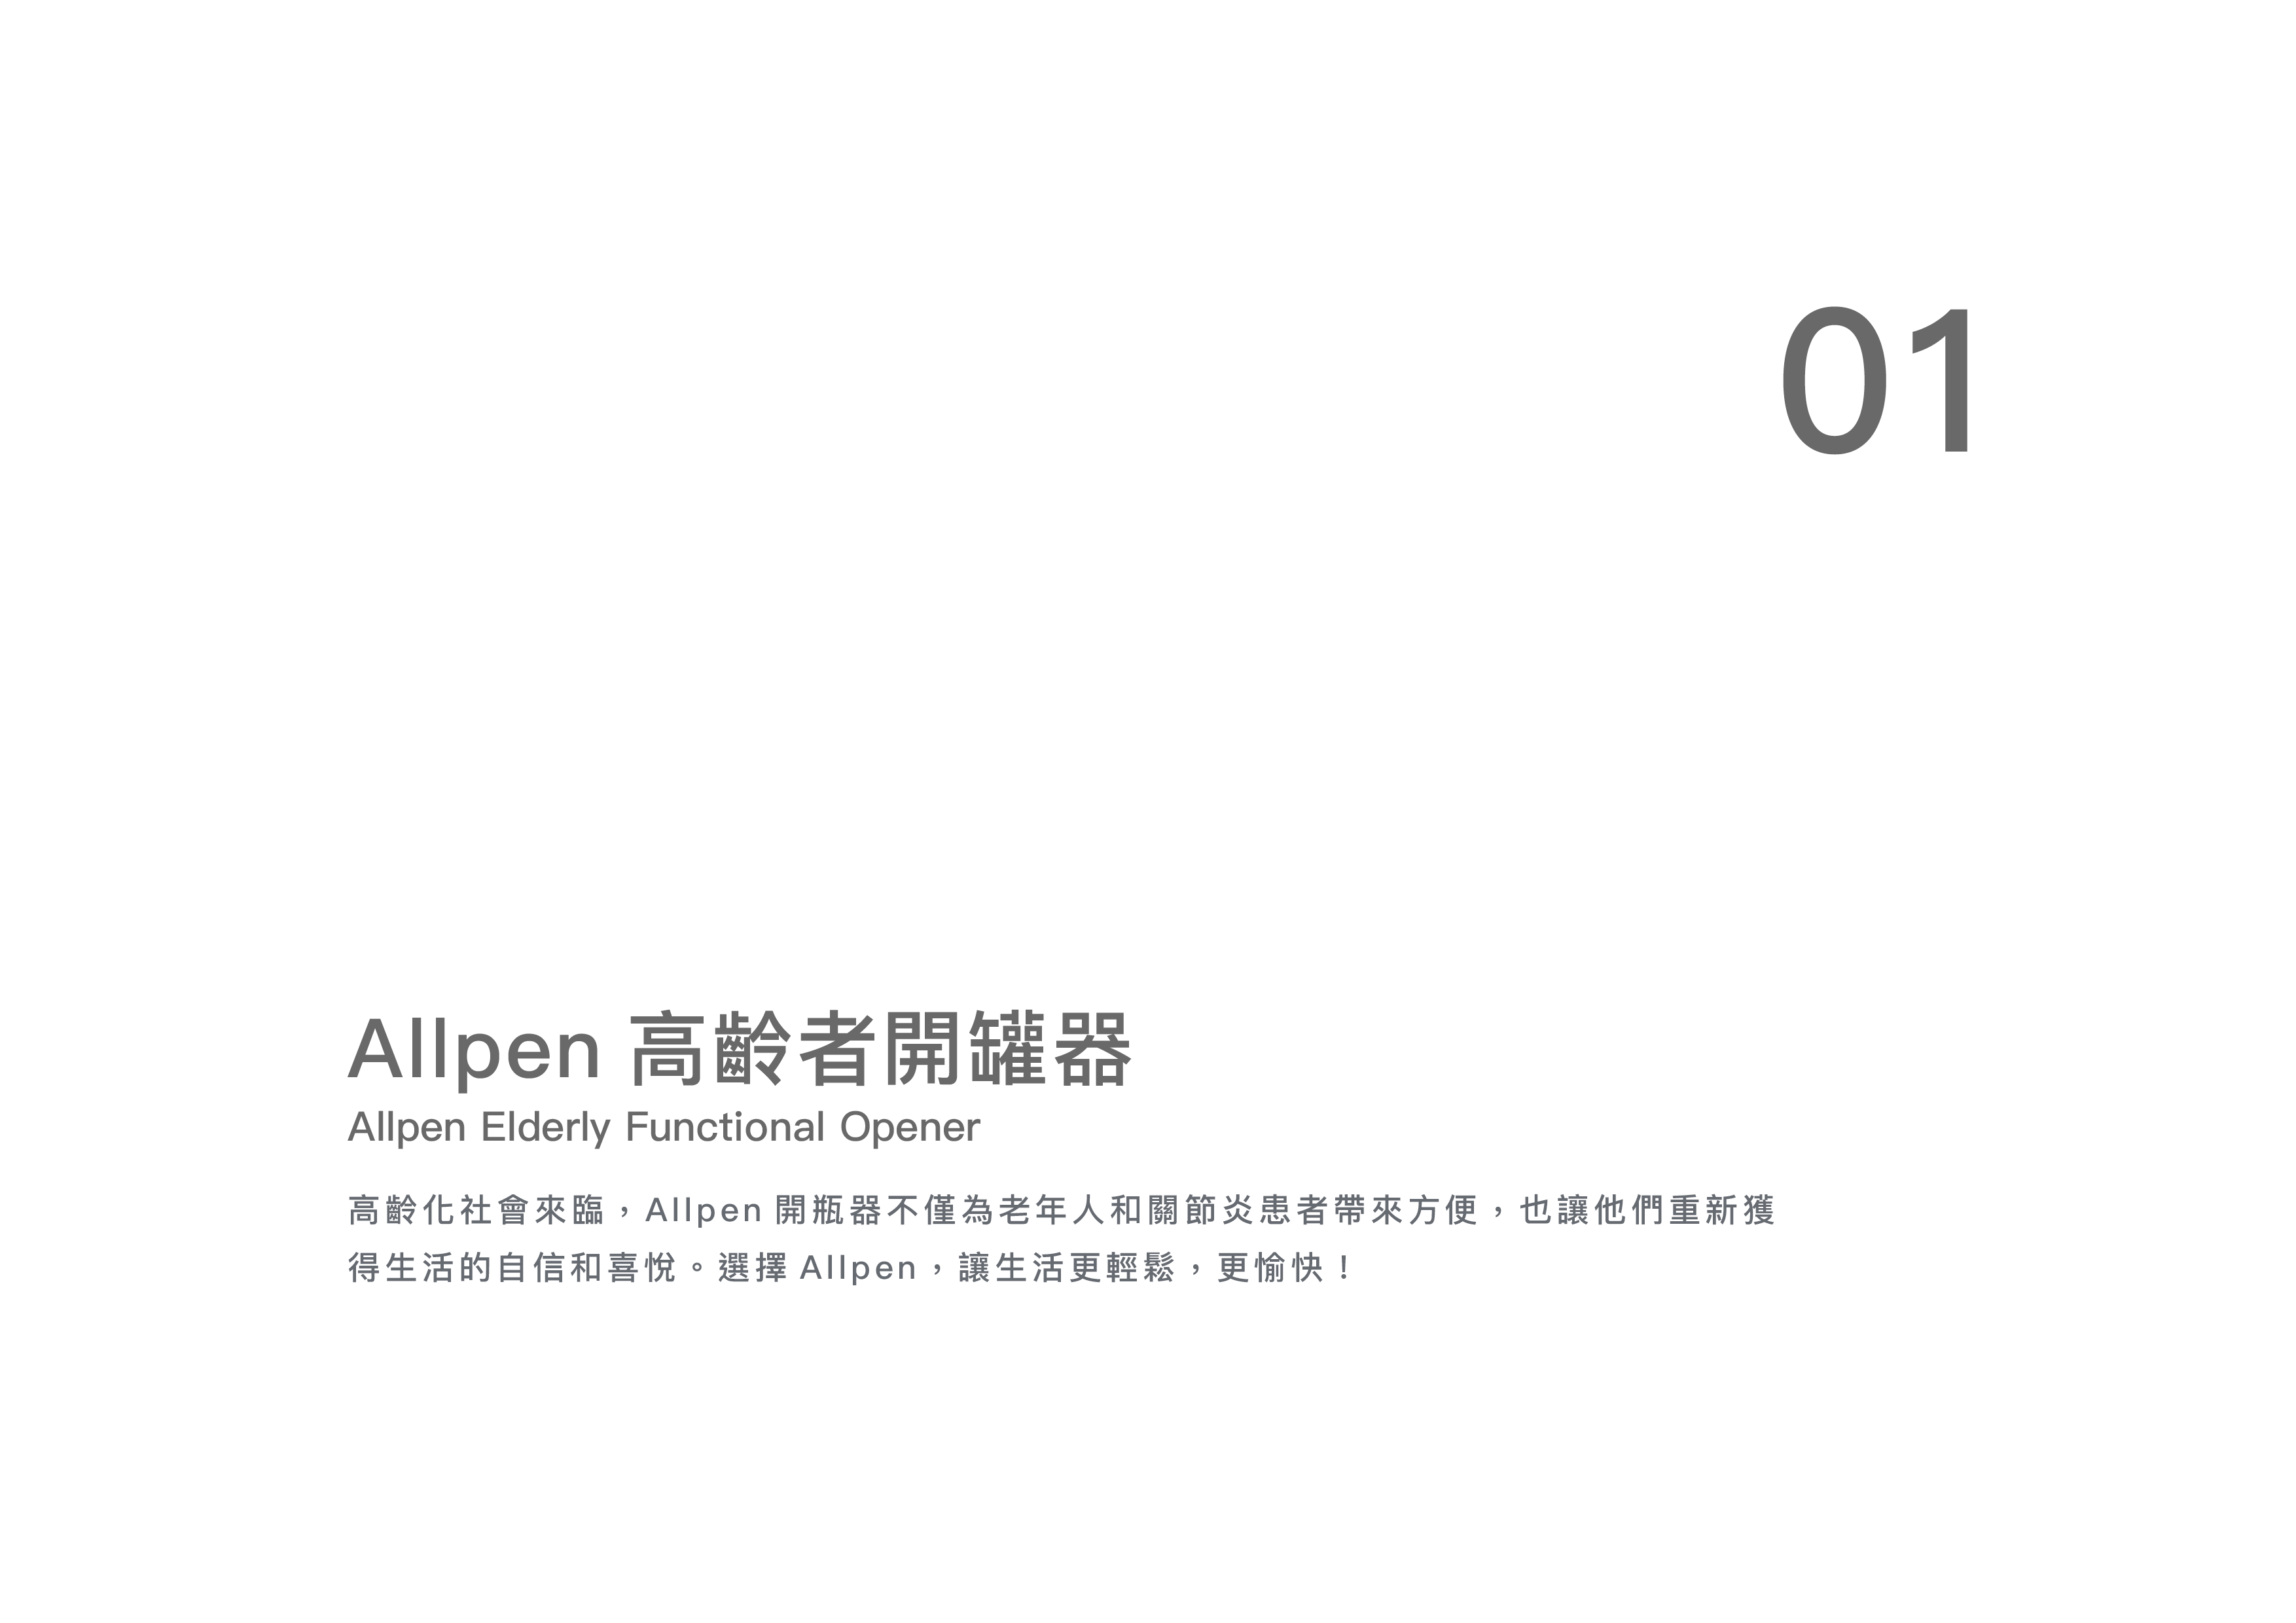 01
Allpen 高齡者開罐器
Allpen Elderly Functional Opener
高齡化社會來臨，Allpen 開瓶器不僅為老年人和關節炎患者帶來方便，也讓他們重新獲
得生活的自信和喜悅。選擇 Allpen，讓生活更輕鬆，更愉快！